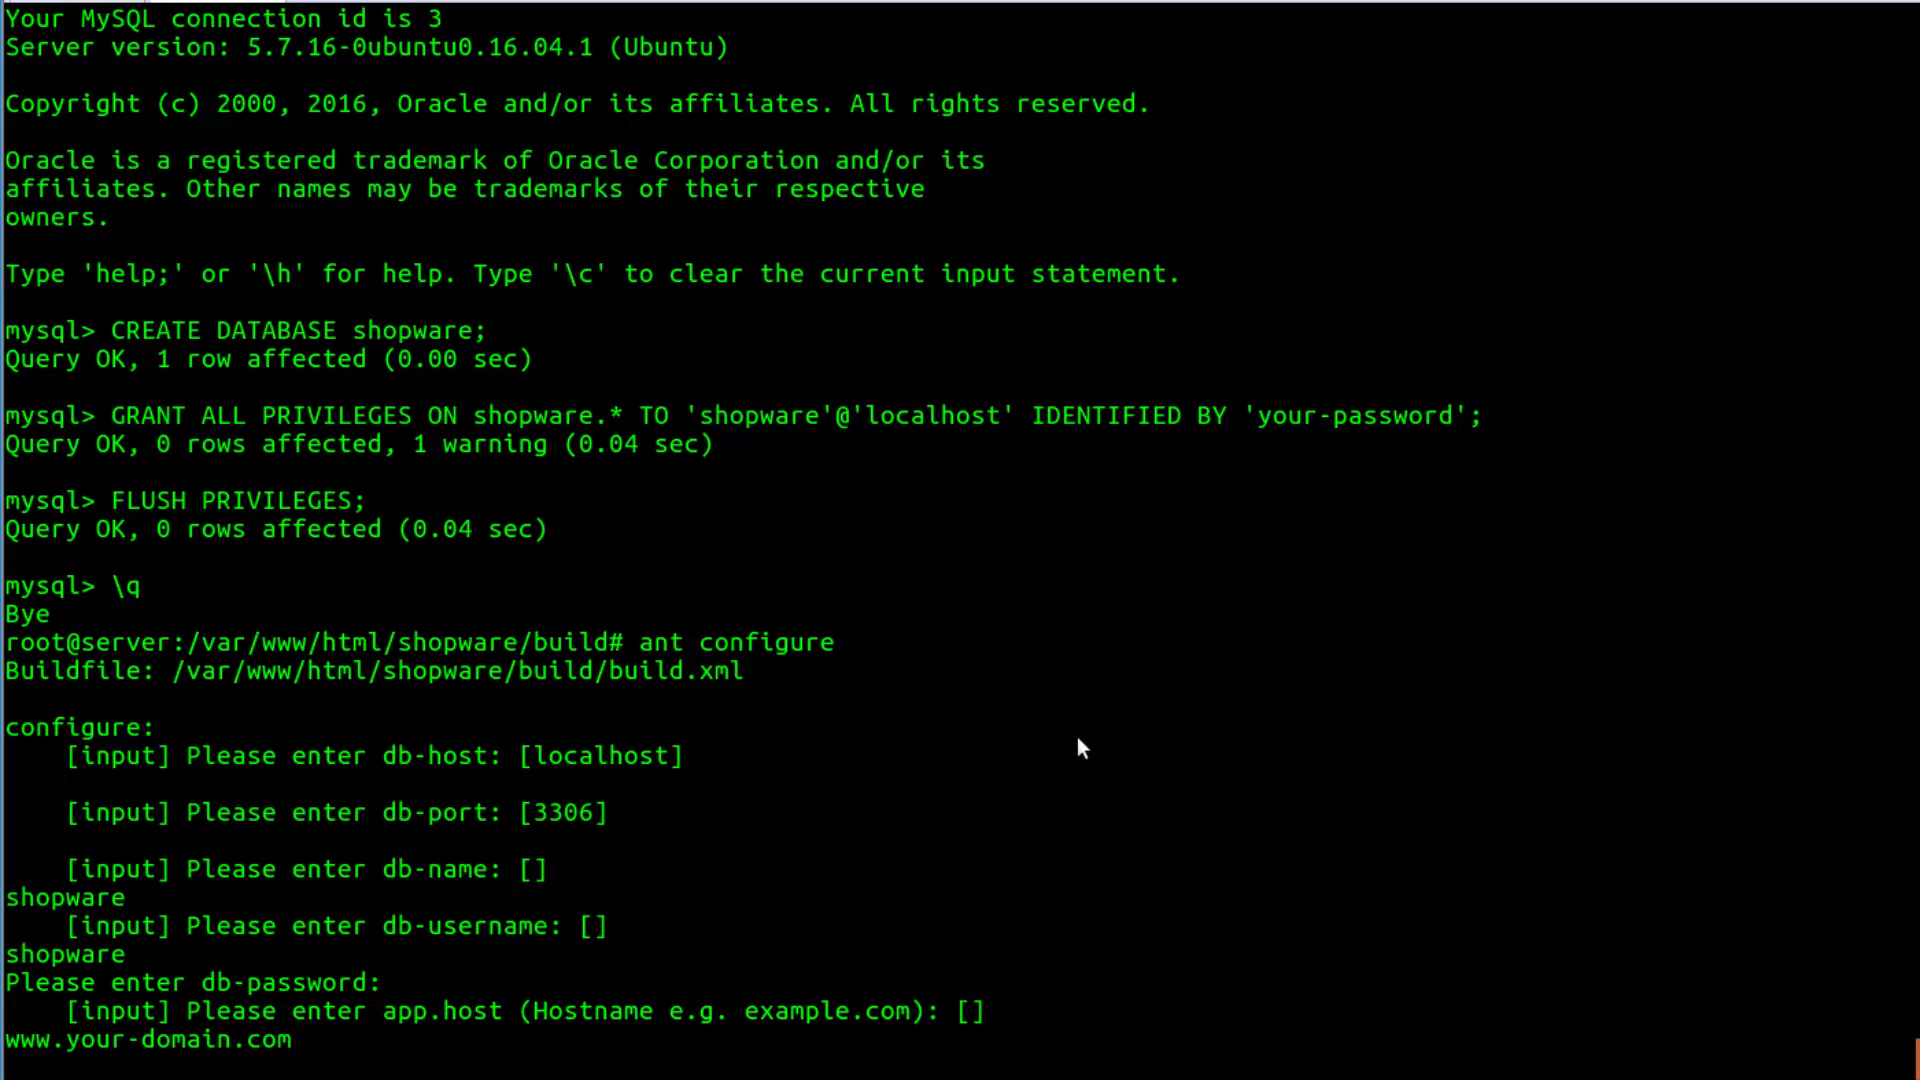 Your MySQL connection id is 3
Server version: 5.7.16-0ubuntu0.16.04.1 (Ubuntu)
Copyright (c) 2000, 2016, Oracle and/or its affiliates. All rights reserved.
Oracle is a registered trademark of Oracle Corporation and/or its
affiliates. Other names may be trademarks of their respective
owners.
Type 'help;' or '\h' for help. Type '\c' to clear the current input statement.
mysql> CREATE DATABASE shopware;
Query OK, 1 row affected (0.00 sec)
mysql> GRANT ALL PRIVILEGES ON shopware.* TO 'shopware'@'localhost' IDENTIFIED BY 'your-password';
Query OK, 0 rows affected, 1 warning (0.04 sec)
mysql> FLUSH PRIVILEGES;
Query OK, 0 rows affected (0.04 sec)
mysql> \q
Bye
root@server:/var/www/html/shopware/build# ant configure
Buildfile: /var/www/html/shopware/build/build.xml
configure:
[input] Please enter db-host: [localhost]
[input] Please enter db-port: [3306]
[input] Please enter db-name: []
shopware
[input] Please enter db-username: []
shopware
Please enter db-password:
[input] Please enter app.host (Hostname e.g. example.com): []
www.your-domain.com